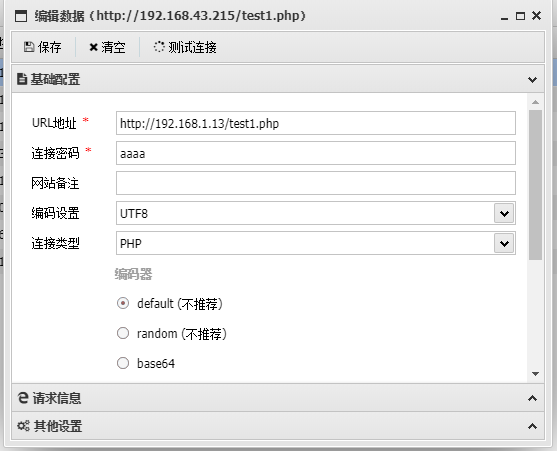 编辑数据（http://192.168.43.215/test1.php）
保存 清空 测试连接
基础配置
URL地址 * http://192.168.1.13/test1.php
连接密码 * aaaa
网站备注
编码设置 UTF8
连接类型 PHP
编码器
default (不推荐)
random (不推荐)
base64
请求信息
其他设置